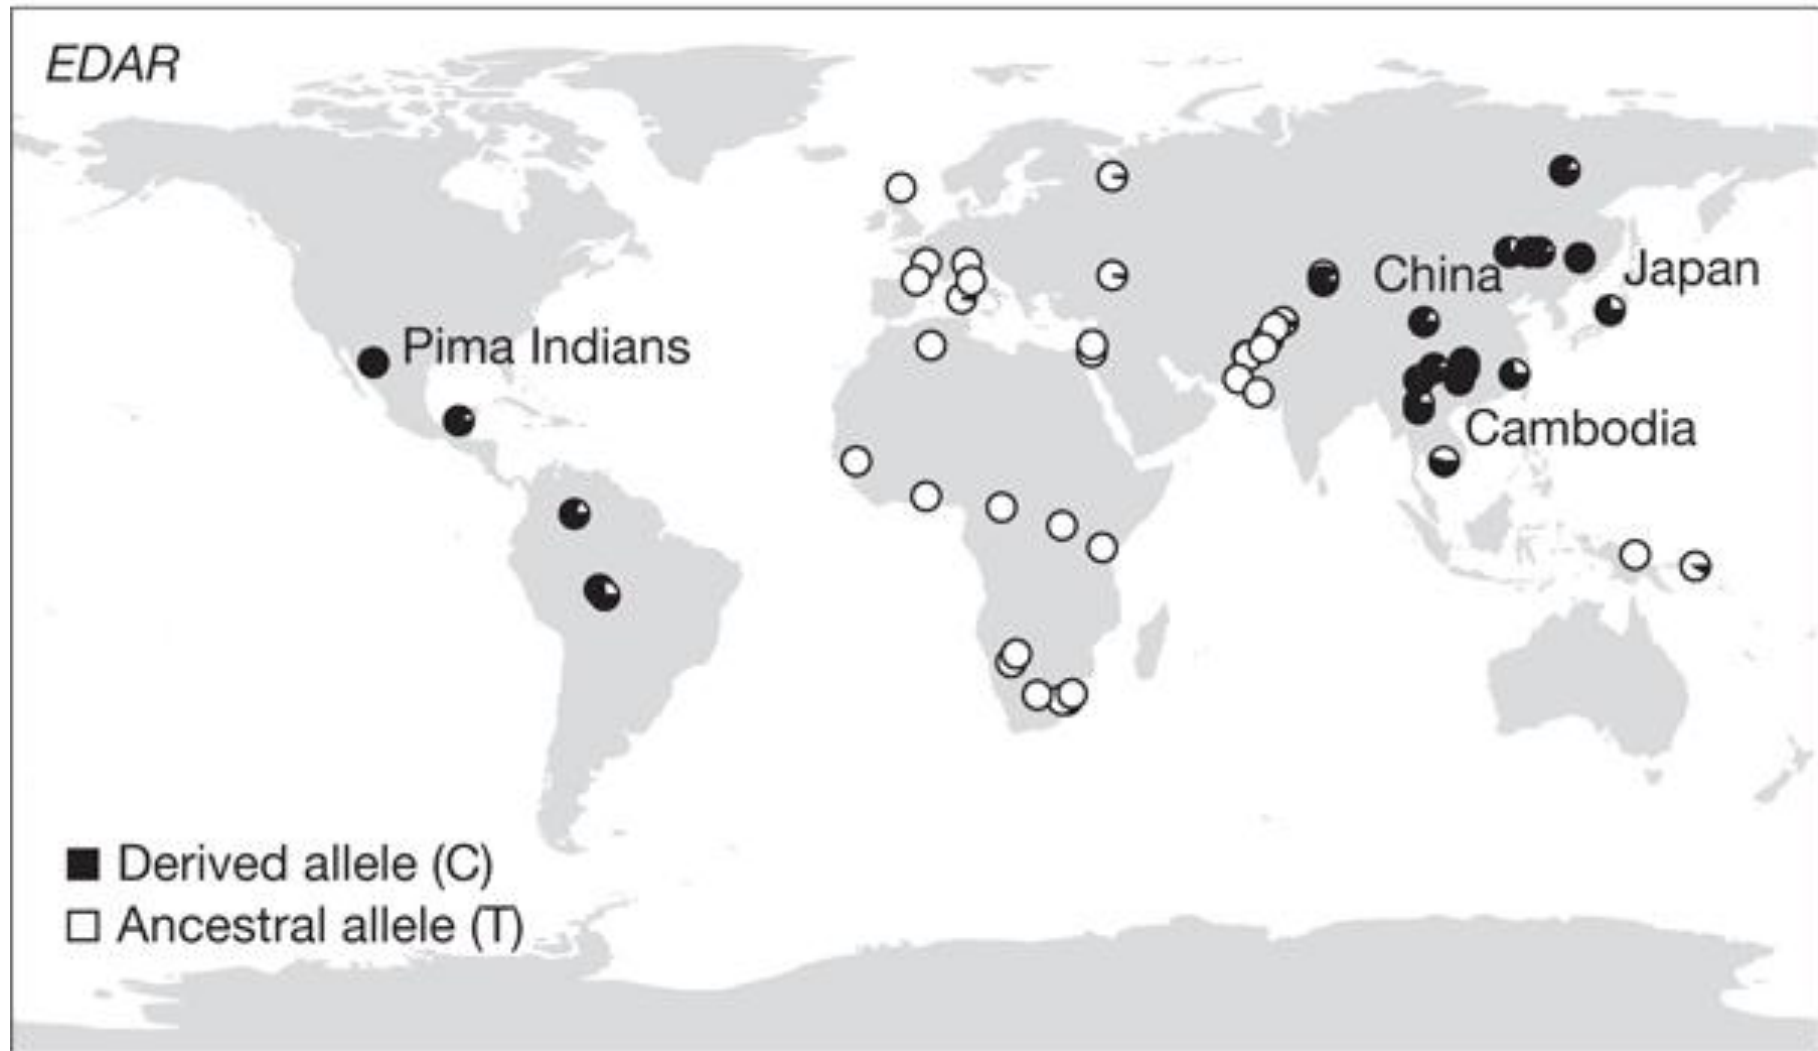 EDAR
China
Japan
Pima Indians
Cambodia
Derived allele (C)
Ancestral allele (T)